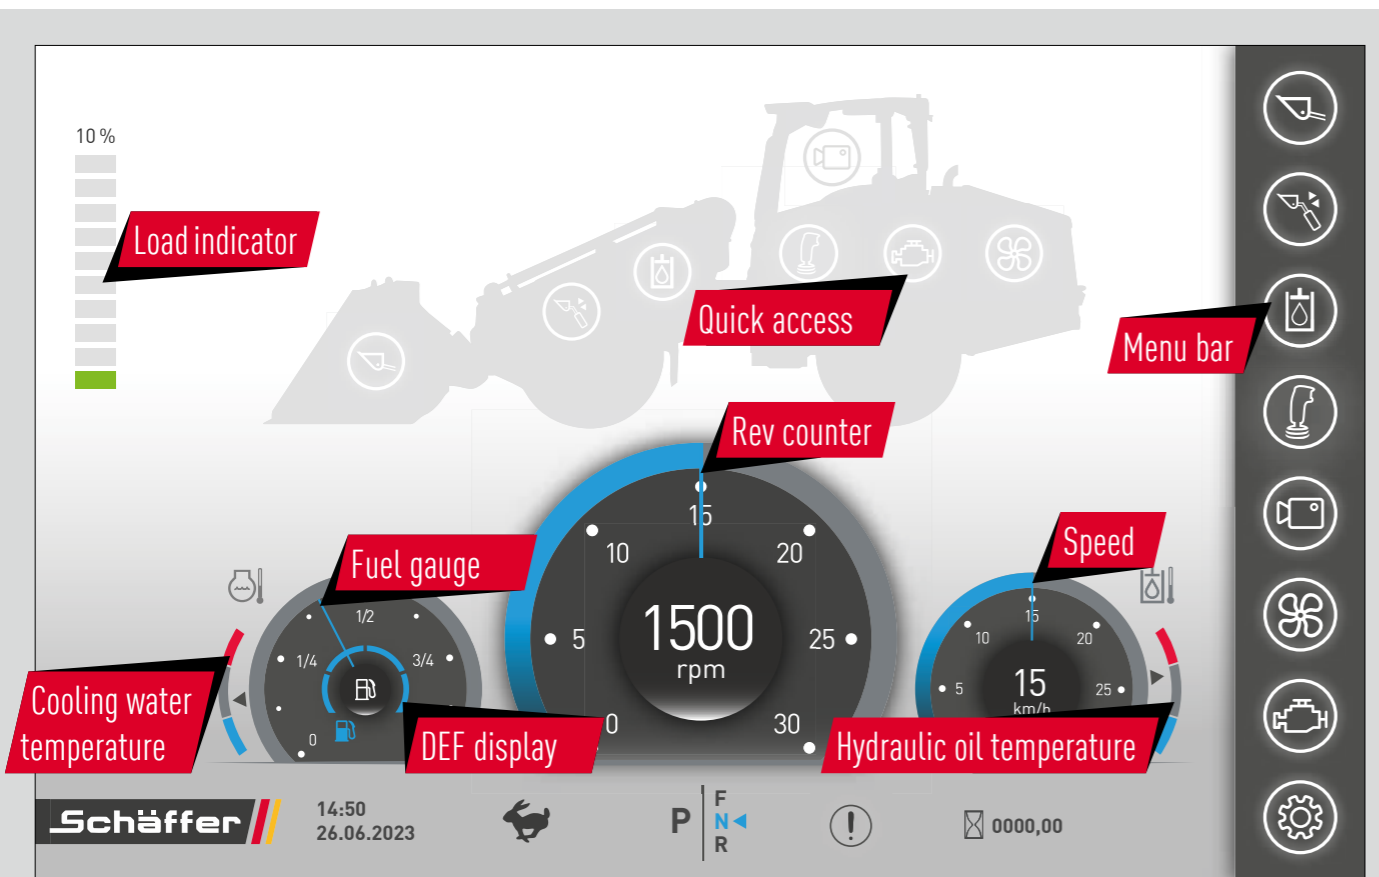 10 %
Load indicator
Quick access
Menu bar
Rev counter
15
10
20
5
25
0
30
1500
rpm
Fuel gauge
1/2
1/4
3/4
0
Cooling water
temperature
DEF display
Speed
15
10
20
5
25
15
km/h
Hydraulic oil temperature
Schäffer
14:50
26.06.2023
P
F
N
R
0000,00